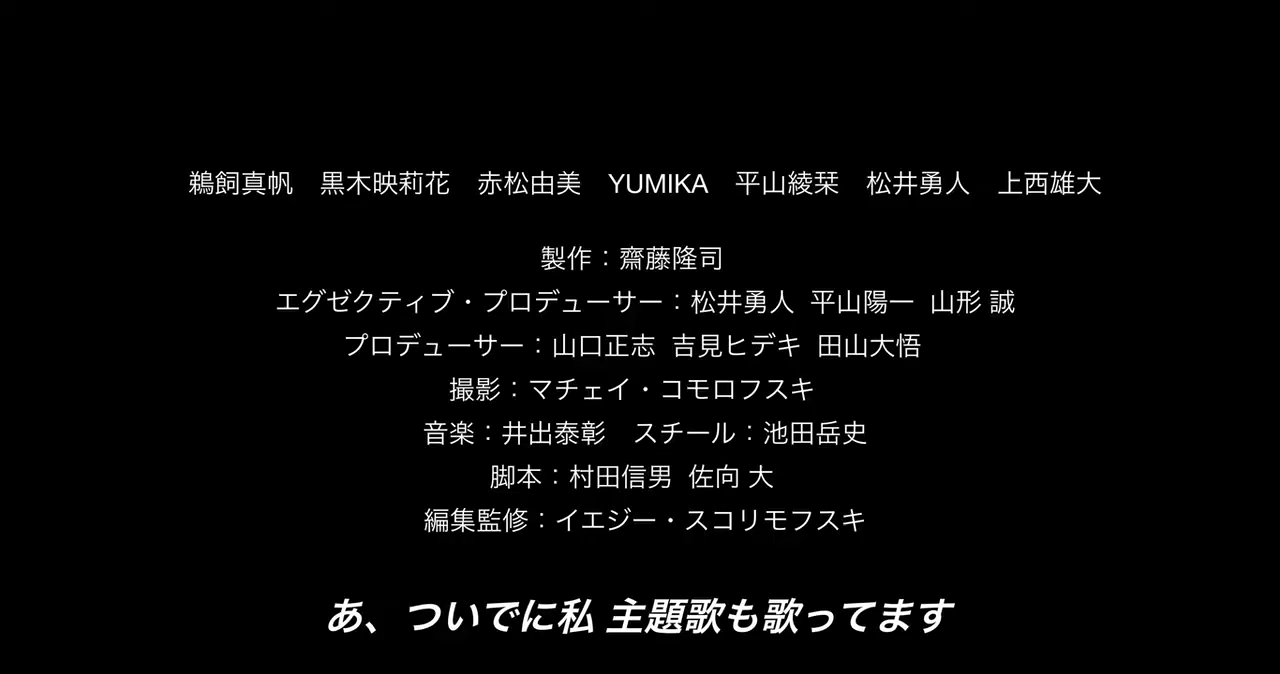 鵜飼真帆　黒木映莉花　赤松由美　YUMIKA　平山綾栞　松井勇人　上西雄大
製作：齋藤隆司
エグゼクティブ・プロデューサー：松井勇人 平山陽一 山形 誠
プロデューサー：山口正志 吉見ヒデキ 田山大悟
撮影：マチェイ・コモロフスキ
音楽：井出泰彰　スチール：池田岳史
脚本：村田信男 佐向 大
編集監修：イエジー・スコリモフスキ
あ、ついでに私 主題歌も歌ってます